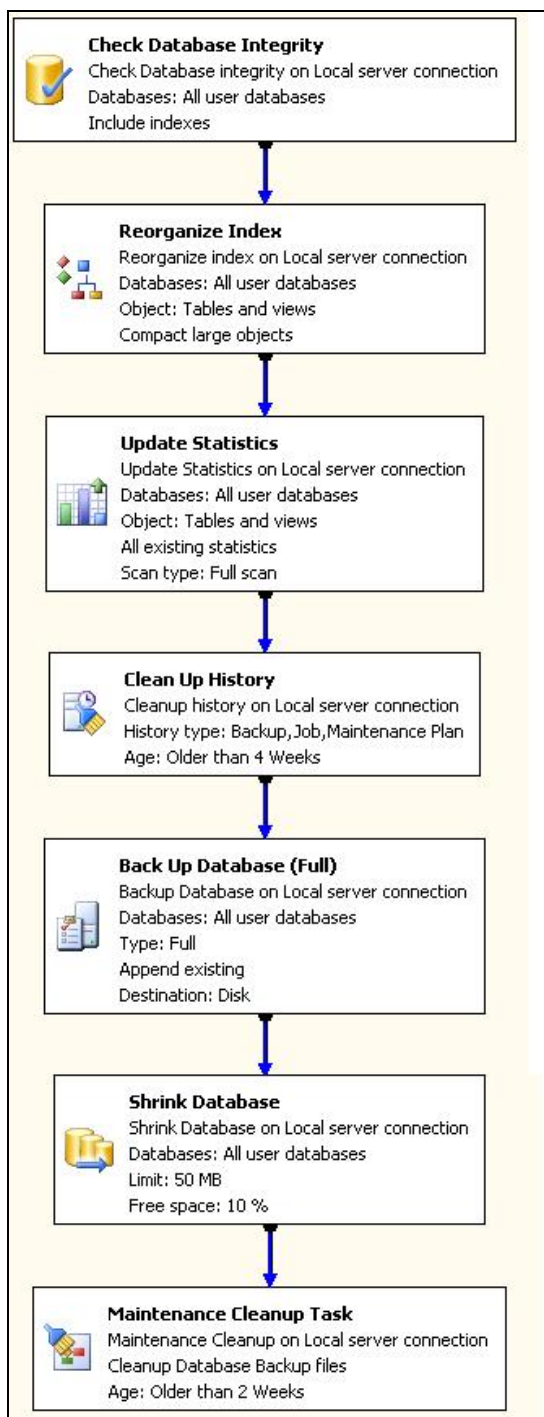 Check Database Integrity
Check Database integrity on Local server connection
Databases: All user databases
Include indexes
Reorganize Index
Reorganize index on Local server connection
Databases: All user databases
Object: Tables and views
Compact large objects
Update Statistics
Update Statistics on Local server connection
Databases: All user databases
Object: Tables and views
All existing statistics
Scan type: Full scan
Clean Up History
Cleanup history on Local server connection
History type: Backup,Job,Maintenance Plan
Age: Older than 4 Weeks
Back Up Database (Full)
Backup Database on Local server connection
Databases: All user databases
Type: Full
Append existing
Destination: Disk
Shrink Database
Shrink Database on Local server connection
Databases: All user databases
Limit: 50 MB
Free space: 10 %
Maintenance Cleanup Task
Maintenance Cleanup on Local server connection
Cleanup Database Backup files
Age: Older than 2 Weeks